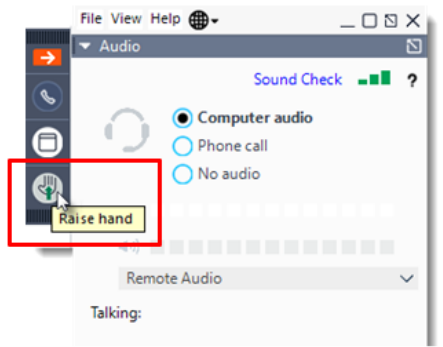 File View Help
Audio
Sound Check ?
Computer audio
Phone call
No audio
Raise hand
Remote Audio
Talking: